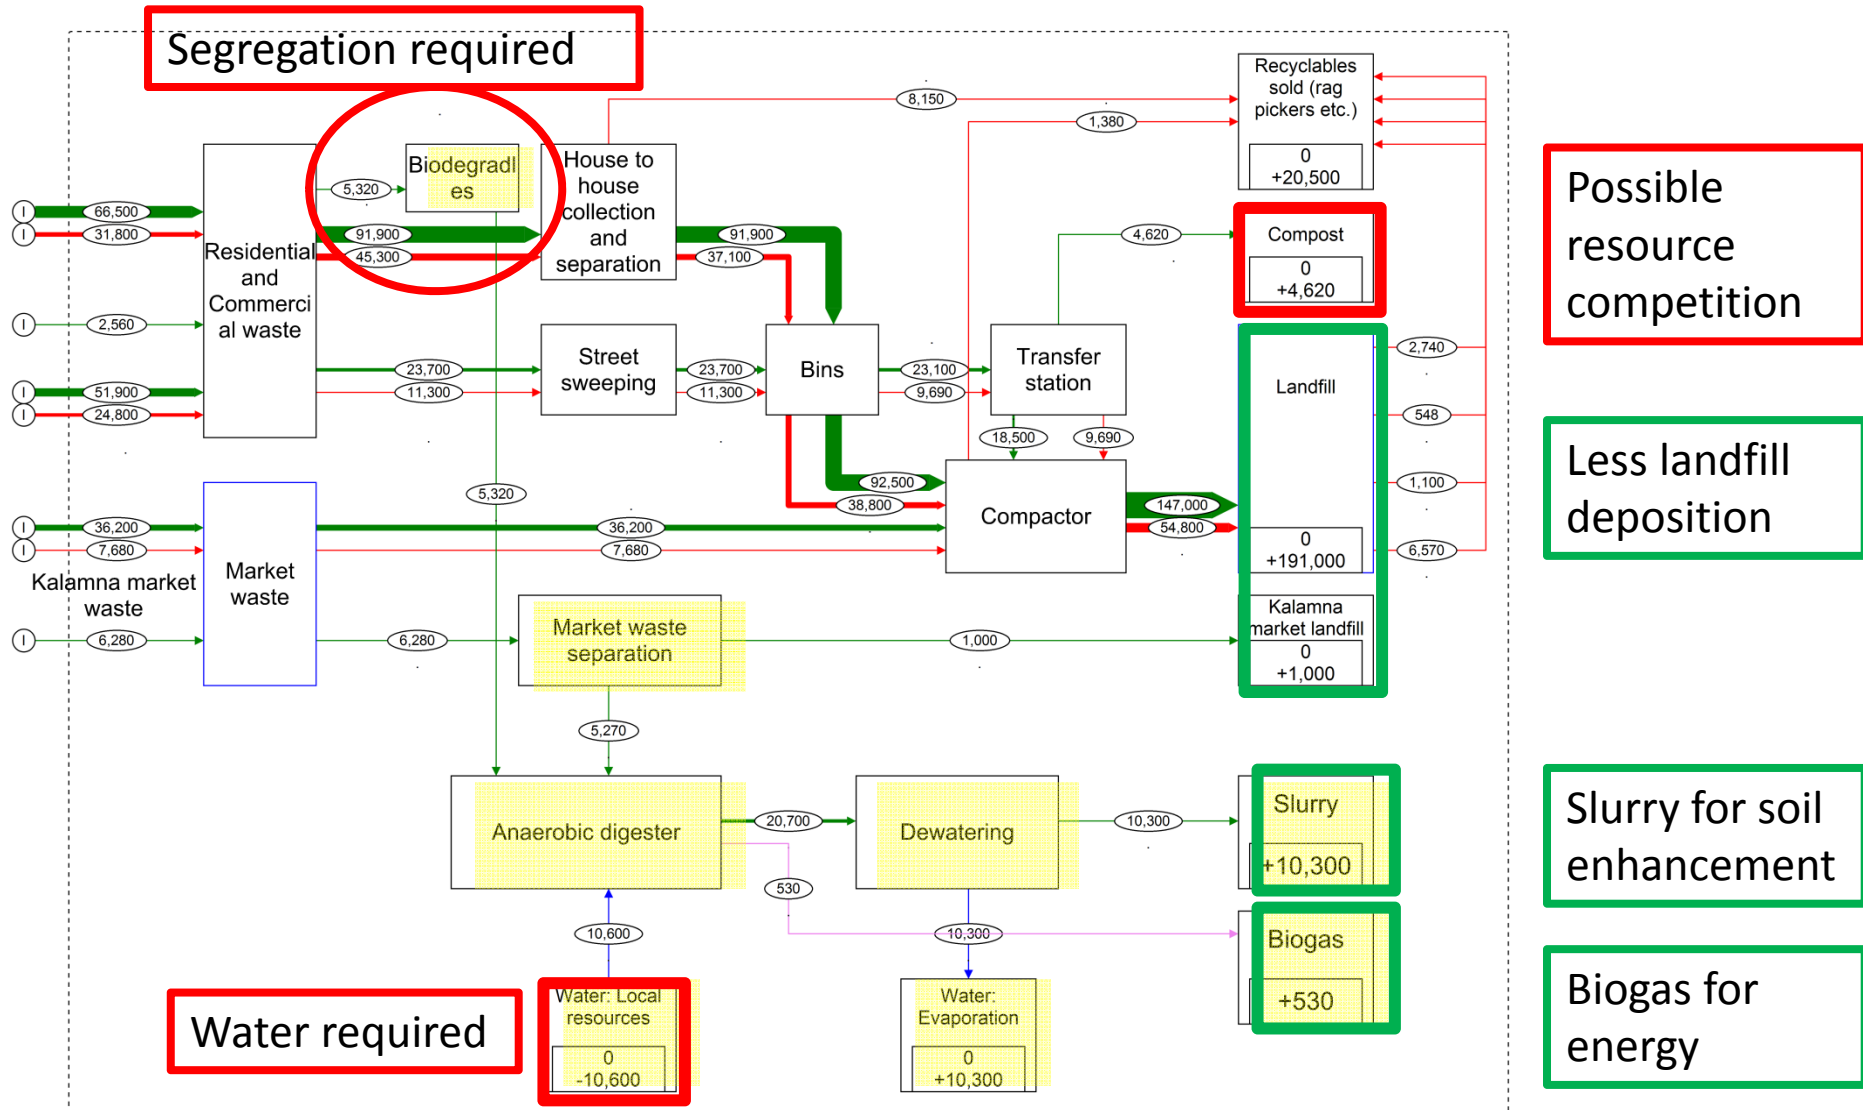 Segregation required
Recyclables
sold (rag
pickers etc.)
0
+20,500
8,150
1,380
Biodegradl
es
House to
house
collection
and
separation
5,320
I
66,500
I
31,800
91,900
45,300
91,900
37,100
4,620
Compost
0
+4,620
Possible
resource
competition
Residential
and
Commerci
al waste
I
2,560
I
51,900
I
24,800
23,700
11,300
Street
sweeping
23,700
11,300
Bins
23,100
9,690
Transfer
station
18,500
9,690
Landfill
0
+191,000
2,740
548
1,100
6,570
Less landfill
deposition
5,320
92,500
38,800
Compactor
147,000
54,800
I
36,200
I
7,680
36,200
7,680
Kalamna market
waste
Market
waste
I
6,280
6,280
Market waste
separation
1,000
Kalamna
market landfill
0
+1,000
5,270
Anaerobic digester
20,700
Dewatering
10,300
Slurry
+10,300
Slurry for soil
enhancement
530
10,600
10,300
Biogas
+530
Biogas for
energy
Water required
Water: Local
resources
0
-10,600
Water:
Evaporation
0
+10,300